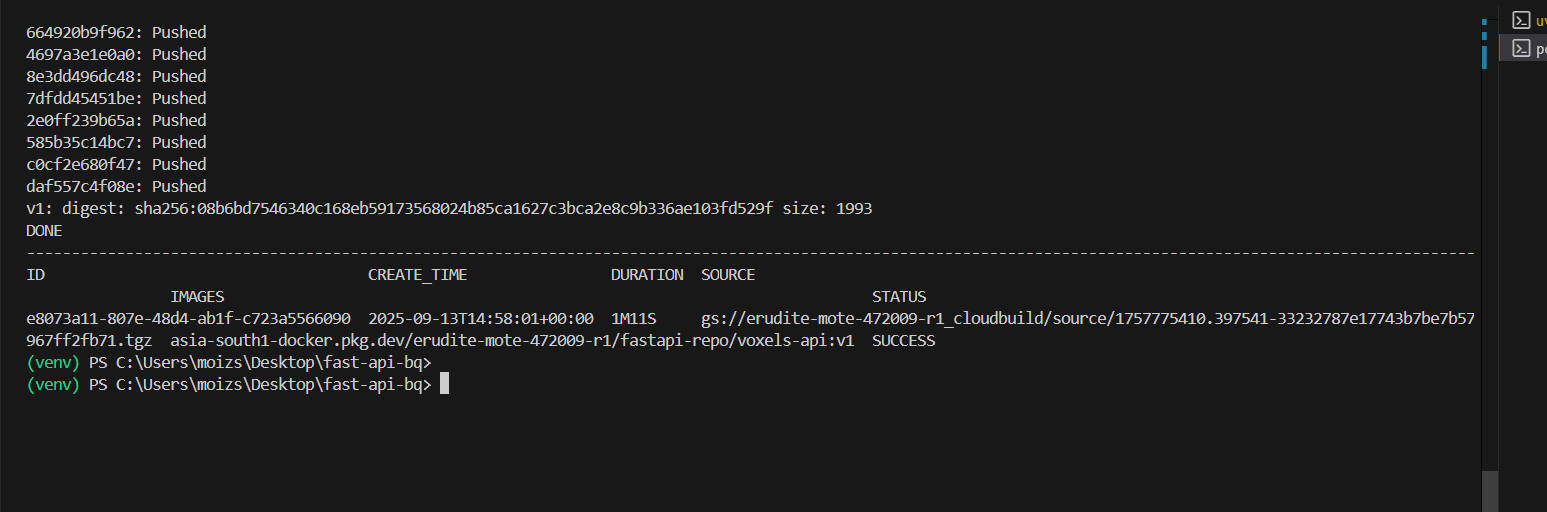 664920b9f962: Pushed
4697a3e1e0a0: Pushed
8e3dd496dc48: Pushed
7dfdd45451be: Pushed
2e0ff239b65a: Pushed
585b35c14bc7: Pushed
c0cf2e680f47: Pushed
daf557c4f08e: Pushed
v1: digest: sha256:08b6bd7546340c168eb59173568024b85ca1627c3bca2e8c9b336ae103fd529f size: 1993
DONE
--------------------------------------------------------------------------------------------------------------------------------------------------------------------
ID                                    CREATE_TIME                DURATION  SOURCE
                IMAGES                                                                        STATUS
e8073a11-807e-48d4-ab1f-c723a5566090  2025-09-13T14:58:01+00:00  1M11S     gs://erudite-mote-472009-r1_cloudbuild/source/1757775410.397541-33232787e17743b7be7b57
967ff2fb71.tgz  asia-south1-docker.pkg.dev/erudite-mote-472009-r1/fastapi-repo/voxels-api:v1  SUCCESS
(venv) PS C:\Users\moizs\Desktop\fast-api-bq>
(venv) PS C:\Users\moizs\Desktop\fast-api-bq>